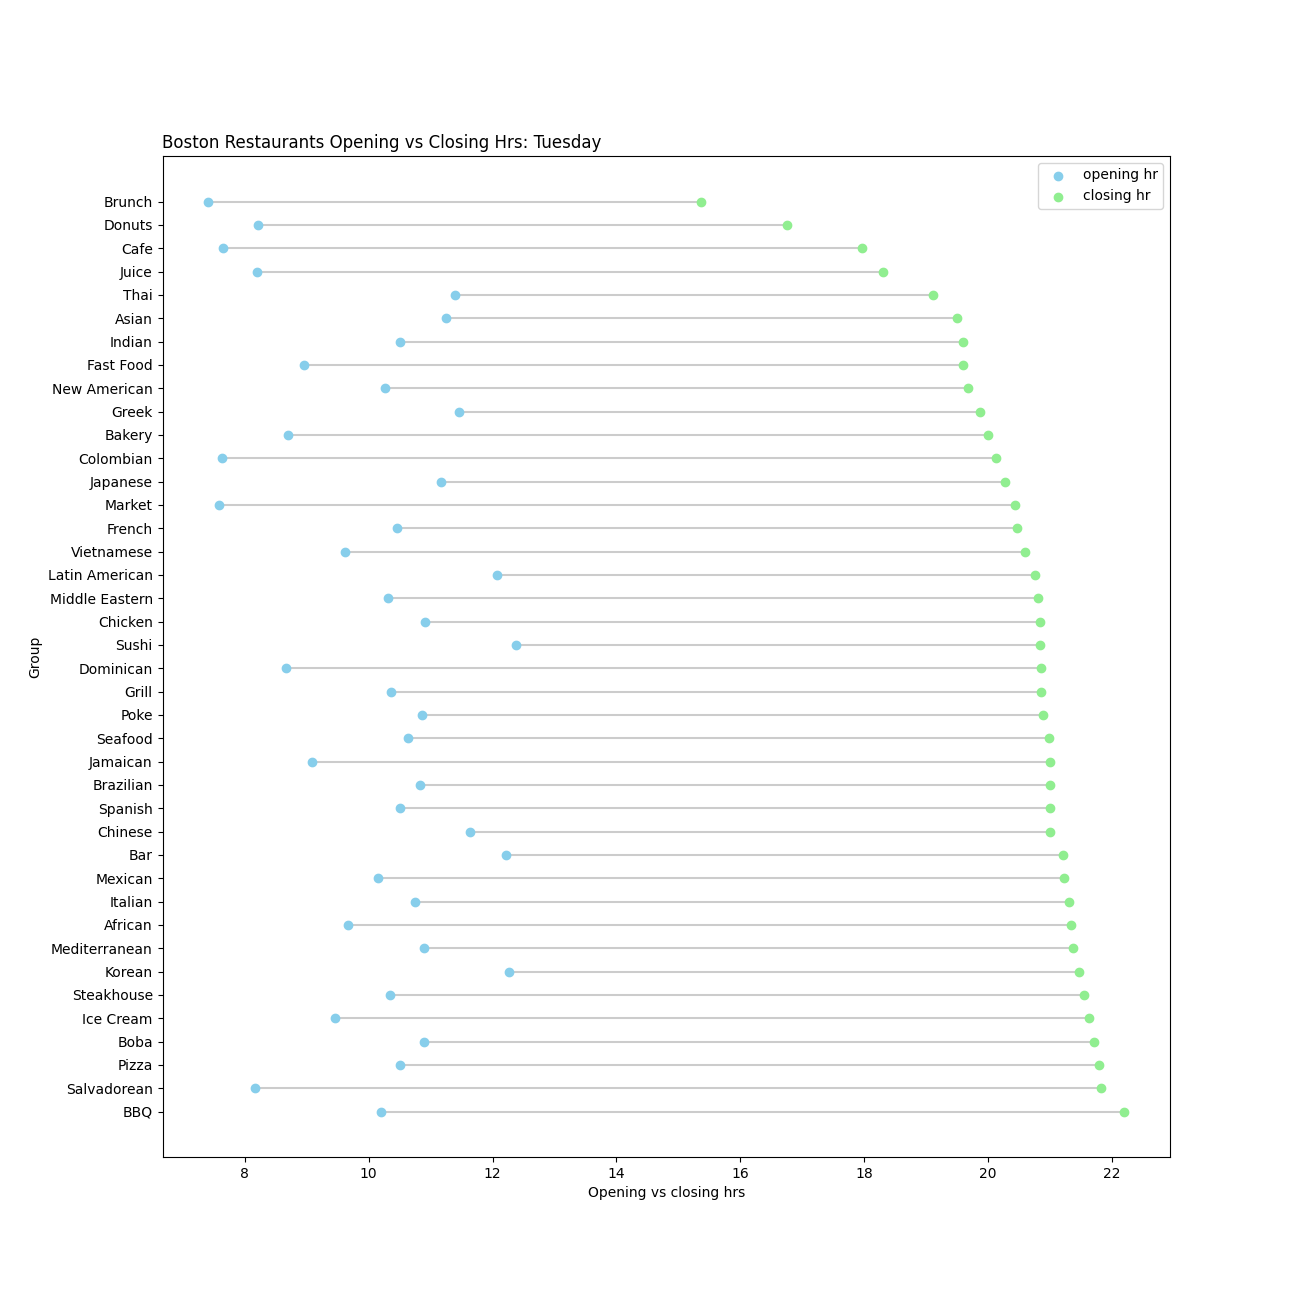 Boston Restaurants Opening vs Closing Hrs: Tuesday
opening hr
closing hr
Brunch
Donuts
Cafe
Juice
Thai
Asian
Indian
Fast Food
New American
Greek
Bakery
Colombian
Japanese
Market
French
Vietnamese
Latin American
Middle Eastern
Chicken
Sushi
Dominican
Grill
Poke
Seafood
Jamaican
Brazilian
Spanish
Chinese
Bar
Mexican
Italian
African
Mediterranean
Korean
Steakhouse
Ice Cream
Boba
Pizza
Salvadorean
BBQ
Group
8 10 12 14 16 18 20 22
Opening vs closing hrs